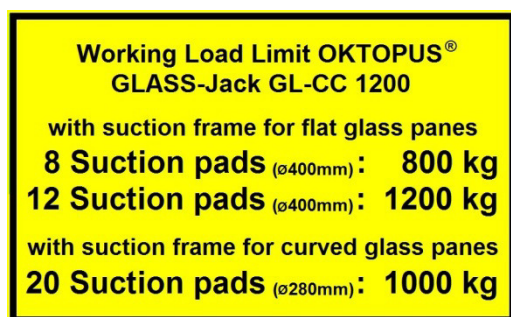 Working Load Limit OKTOPUS®
GLASS-Jack GL-CC 1200
with suction frame for flat glass panes
8 Suction pads (ø400mm): 800 kg
12 Suction pads (ø400mm): 1200 kg
with suction frame for curved glass panes
20 Suction pads (ø280mm): 1000 kg